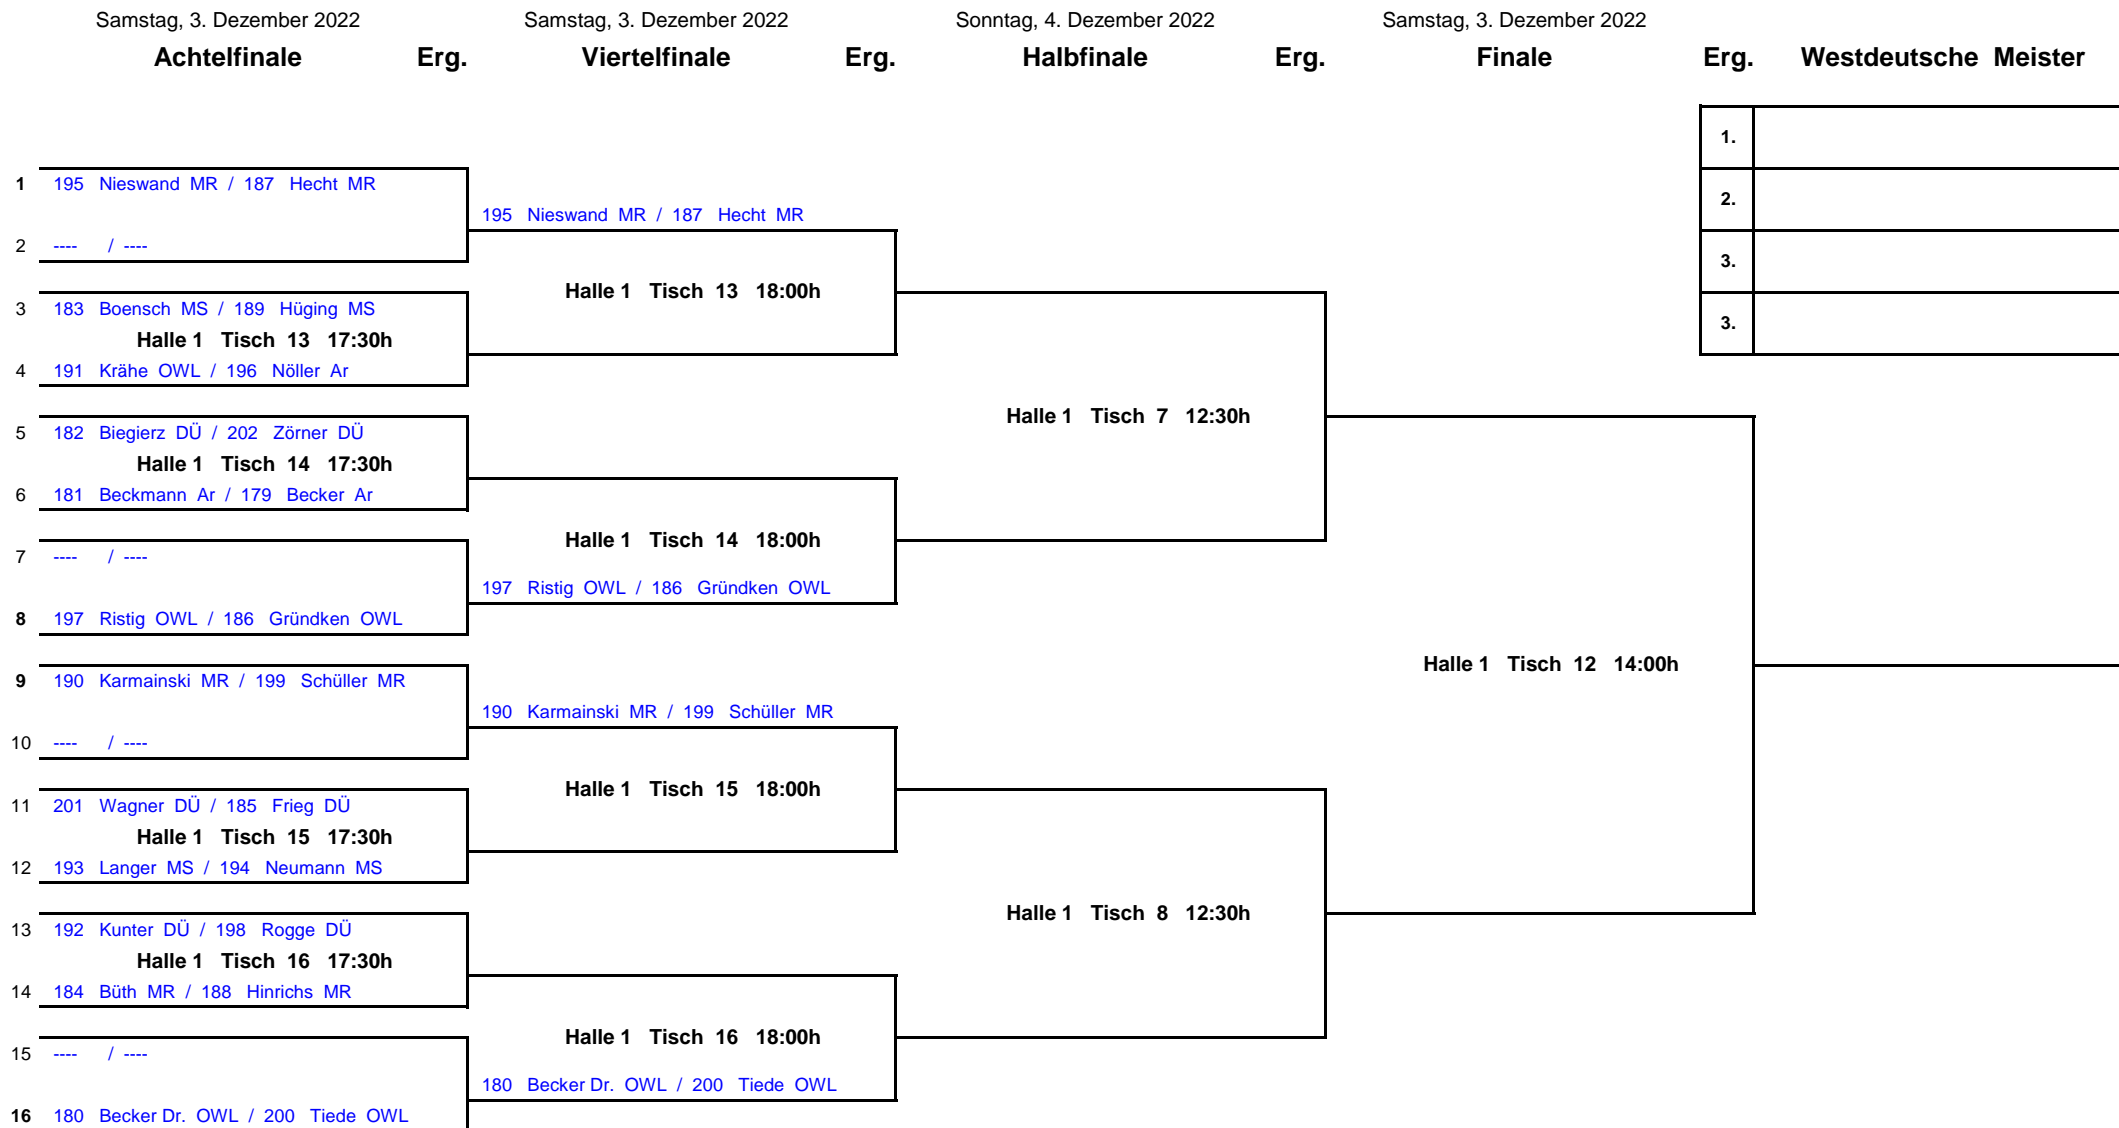 Samstag, 3. Dezember 2022 Samstag, 3. Dezember 2022 Sonntag, 4. Dezember 2022 Samstag, 3. Dezember 2022
Achtelfinale Erg. Viertelfinale Erg. Halbfinale Erg. Finale Erg. Westdeutsche Meister
1.
1 195 Nieswand MR / 187 Hecht MR
2.
195 Nieswand MR / 187 Hecht MR
2 ---- / ----
3.
Halle 1 Tisch 13 18:00h
3 183 Boensch MS / 189 Hüging MS
3.
Halle 1 Tisch 13 17:30h
4 191 Krähe OWL / 196 Nöller Ar
Halle 1 Tisch 7 12:30h
5 182 Biegierz DÜ / 202 Zörner DÜ
Halle 1 Tisch 14 17:30h
6 181 Beckmann Ar / 179 Becker Ar
Halle 1 Tisch 14 18:00h
7 ---- / ----
197 Ristig OWL / 186 Gründken OWL
8 197 Ristig OWL / 186 Gründken OWL
Halle 1 Tisch 12 14:00h
9 190 Karmainski MR / 199 Schüller MR
190 Karmainski MR / 199 Schüller MR
10 ---- / ----
Halle 1 Tisch 15 18:00h
11 201 Wagner DÜ / 185 Frieg DÜ
Halle 1 Tisch 15 17:30h
12 193 Langer MS / 194 Neumann MS
Halle 1 Tisch 8 12:30h
13 192 Kunter DÜ / 198 Rogge DÜ
Halle 1 Tisch 16 17:30h
14 184 Büth MR / 188 Hinrichs MR
Halle 1 Tisch 16 18:00h
15 ---- / ----
180 Becker Dr. OWL / 200 Tiede OWL
16 180 Becker Dr. OWL / 200 Tiede OWL